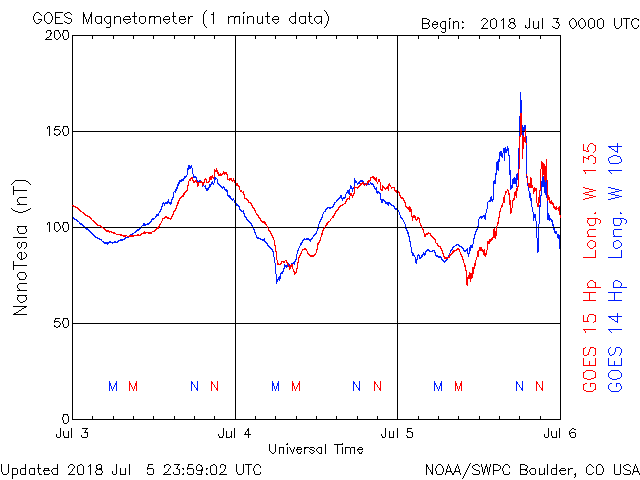 GOES Magnetometer (1 minute data)
Begin: 2018 Jul 3 0000 UTC
200
150
100
50
0
NanoTesla (nT)
M M N N M M N N M M N N
Jul 3 Jul 4 Jul 5 Jul 6
Universal Time
GOES 15 Hp Long. W 135
GOES 14 Hp Long. W 104
Updated 2018 Jul 5 23:59:02 UTC
NOAA/SWPC Boulder, CO USA